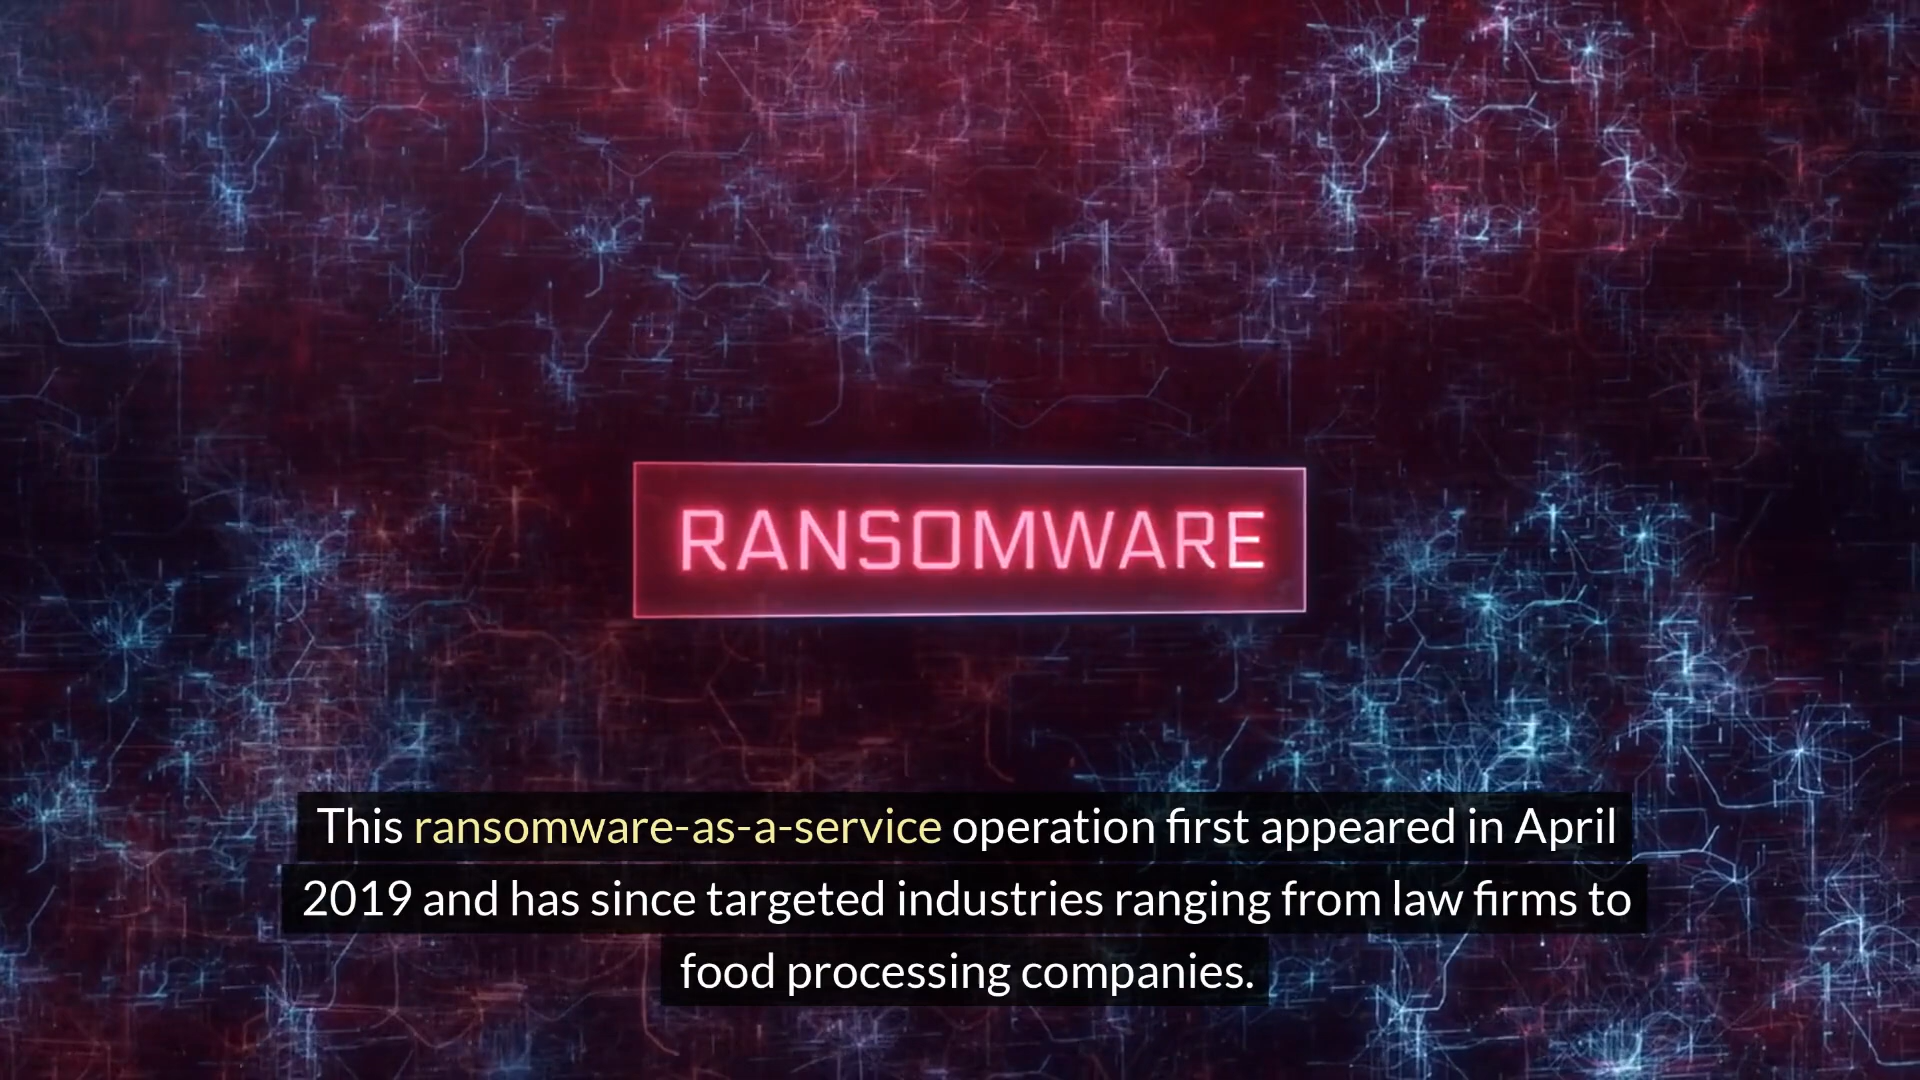 RANSOMWARE
This ransomware-as-a-service operation first appeared in April
2019 and has since targeted industries ranging from law firms to
food processing companies.